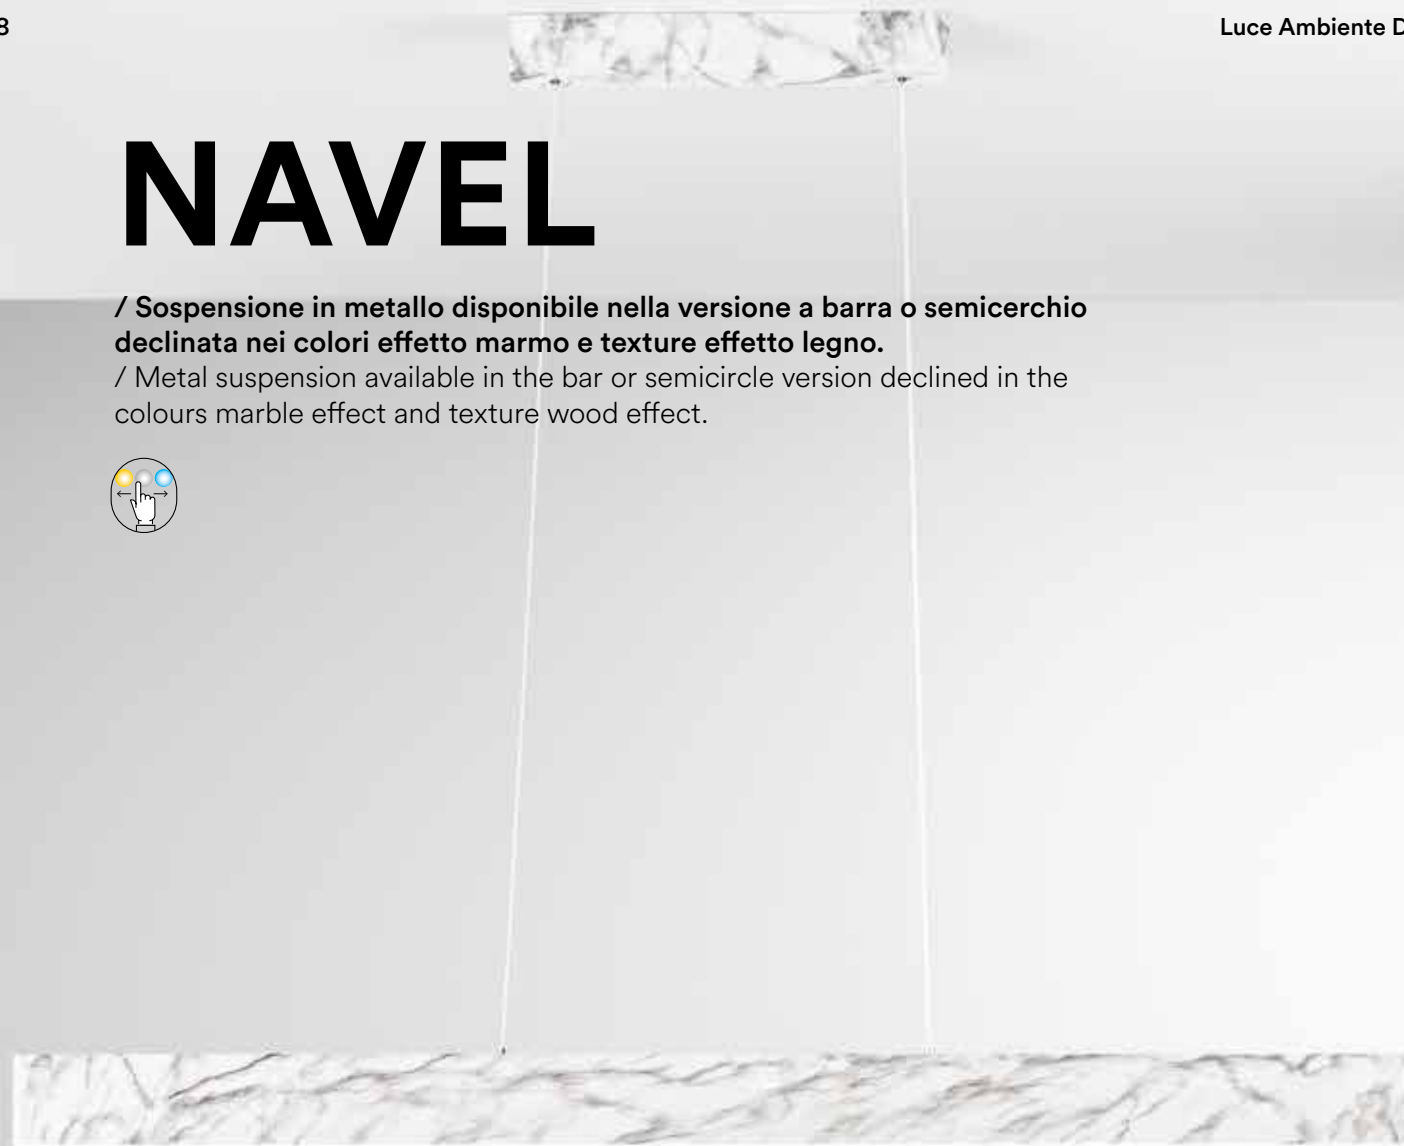 8
Luce Ambiente D
NAVEL
/ Sospensione in metallo disponibile nella versione a barra o semicerchio
declinata nei colori effetto marmo e texture effetto legno.
/ Metal suspension available in the bar or semicircle version declined in the
colours marble effect and texture wood effect.